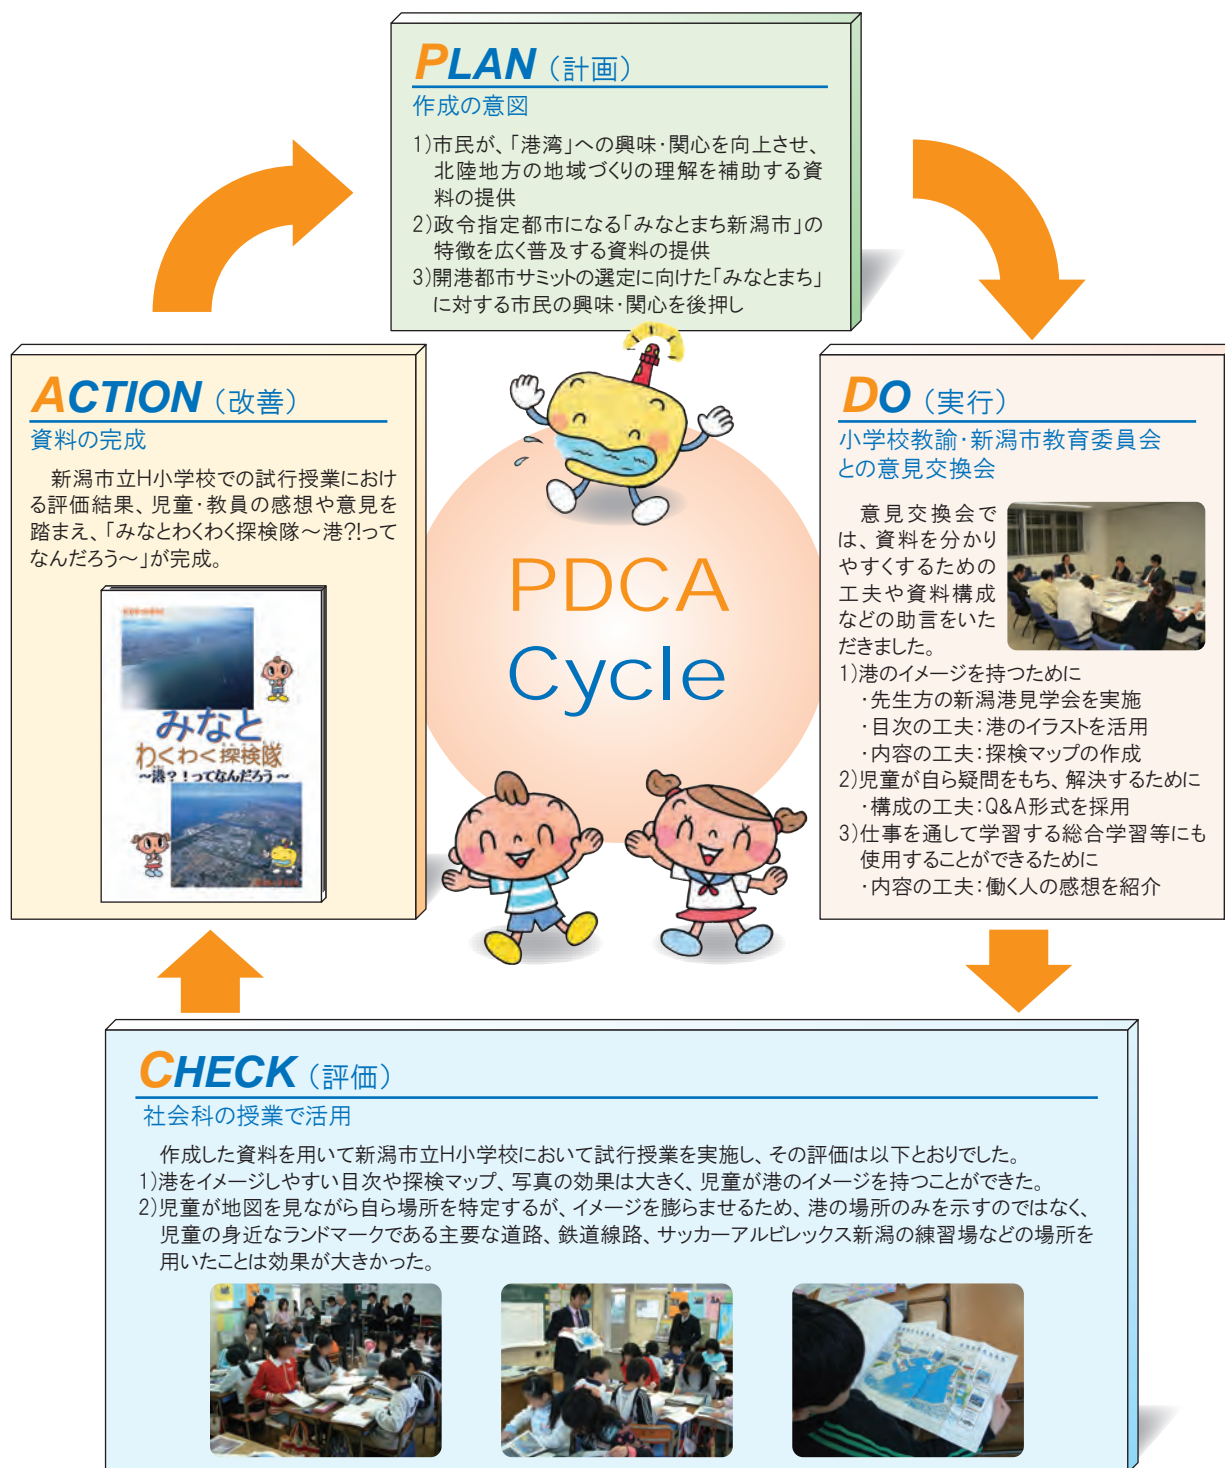 PLAN（計画）
作成の意図
1)市民が、「港湾」への興味・関心を向上させ、
北陸地方の地域づくりの理解を補助する資
料の提供
2)政令指定都市になる「みなとまち新潟市」の
特徴を広く普及する資料の提供
3)開港都市サミットの選定に向けた「みなとまち」
に対する市民の興味・関心を後押し
DO（実行）
小学校教諭・新潟市教育委員会
との意見交換会
意見交換会で
は、資料を分かり
やすくするための
工夫や資料構成
などの助言をいた
だきました。
1)港のイメージを持つために
・先生方の新潟港見学会を実施
・目次の工夫：港のイラストを活用
・内容の工夫：探検マップの作成
2)児童が自ら疑問をもち、解決するために
・構成の工夫：Q&A形式を採用
3)仕事を通して学習する総合学習等にも
使用することができるために
・内容の工夫：働く人の感想を紹介
PDCA
Cycle
ACTION（改善）
資料の完成
新潟市立H小学校での試行授業におけ
る評価結果、児童・教員の感想や意見を
踏まえ、「みなとわくわく探検隊～港?!って
なんだろう～」が完成。
みなと
わくわく探検隊
～港？！ってなんだろう～
CHECK（評価）
社会科の授業で活用
作成した資料を用いて新潟市立H小学校において試行授業を実施し、その評価は以下とおりでした。
1)港をイメージしやすい目次や探検マップ、写真の効果は大きく、児童が港のイメージを持つことができた。
2)児童が地図を見ながら自ら場所を特定するが、イメージを膨らませるため、港の場所のみを示すのではなく、
児童の身近なランドマークである主要な道路、鉄道線路、サッカーアルビレックス新潟の練習場などの場所を
用いたことは効果が大きかった。